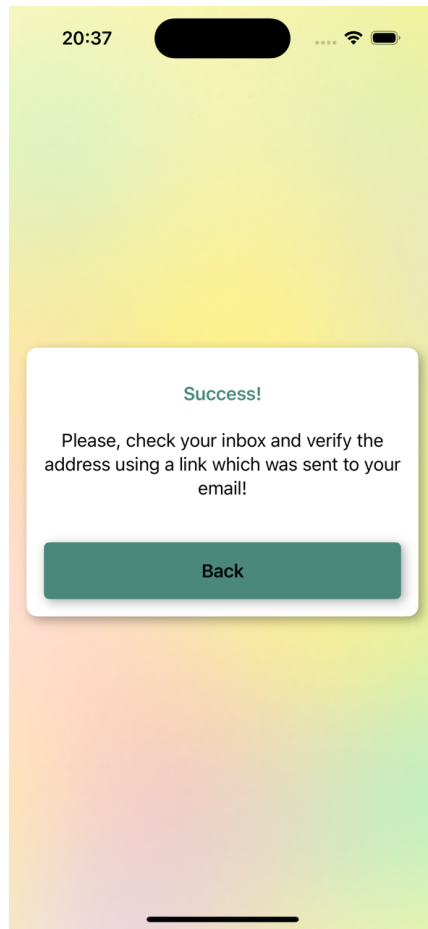 20:37
Success!
Please, check your inbox and verify the
address using a link which was sent to your
email!
Back